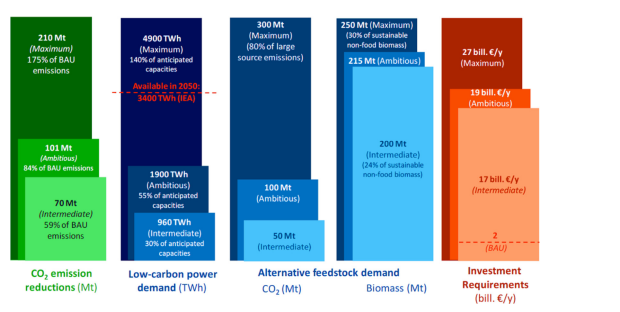 210 Mt
(Maximum)
175% of BAU
emissions
101 Mt
(Ambitious)
84% of BAU emissions
70 Mt
(Intermediate)
59% of BAU
emissions
CO2 emission
reductions (Mt)
4900 TWh
(Maximum)
140% of anticipated
capacities
Available in 2050:
3400 TWh (IEA)
1900 TWh
(Ambitious)
55% of anticipated
capacities
960 TWh
(Intermediate)
30% of anticipated
capacities
Low-carbon power
demand (TWh)
300 Mt
(Maximum)
(80% of large
source emissions)
100 Mt
(Ambitious)
50 Mt
(Intermediate)
250 Mt (Maximum)
(30% of sustainable
non-food biomass)
215 Mt (Ambitious)
200 Mt
(Intermediate)
(24% of sustainable
non-food biomass)
Alternative feedstock demand
CO2 (Mt)
Biomass (Mt)
27 bill. €/y
(Maximum)
19 bill. €/y
(Ambitious)
17 bill. €/y
(Intermediate)
2
(BAU)
Investment
Requirements
(bill. €/y)